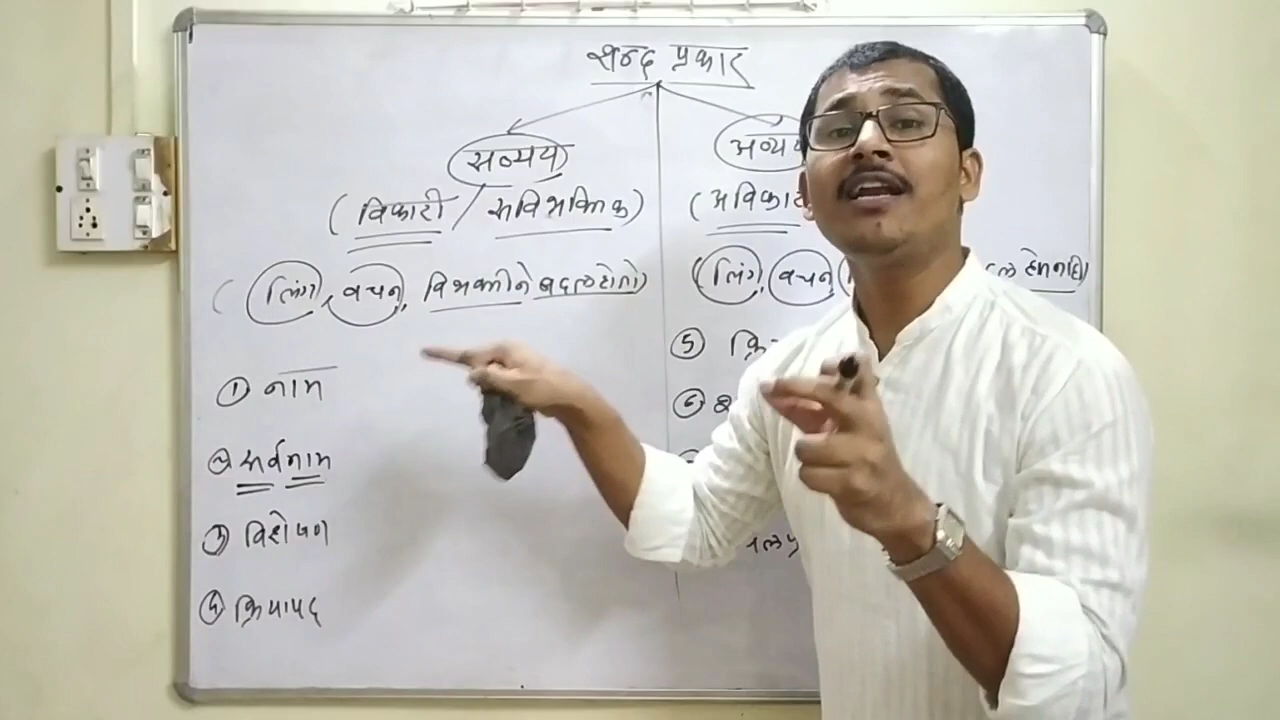 शब्द प्रकार
सव्यय
(विकारी / सविभक्तिक)
(लिंग, वचन, विभक्तीने बदल होतो)
① नाम
② सर्वनाम
③ विशेषण
④ क्रियापद
अव्यय
(अविकारी
(लिंग, वचन, होत नाही)
⑤
⑥